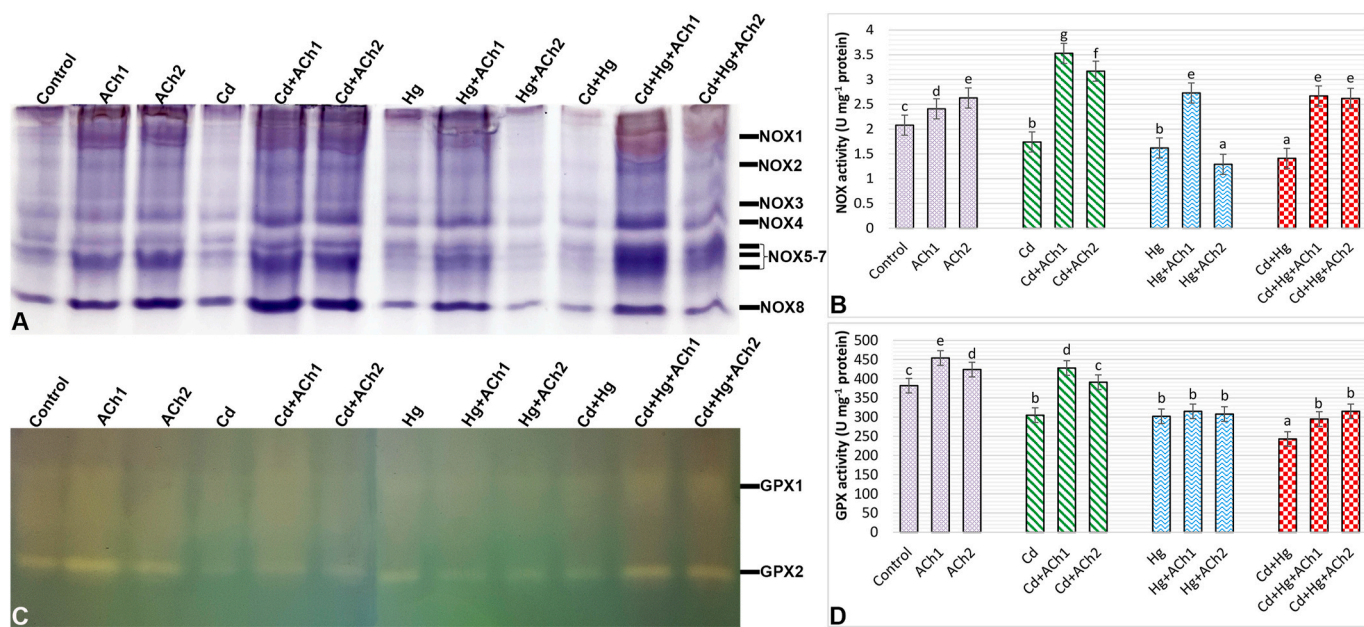 Control
ACh1
ACh2
Cd
Cd+ACh1
Cd+ACh2
Hg
Hg+ACh1
Hg+ACh2
Cd+Hg
Cd+Hg+ACh1
Cd+Hg+ACh2
NOX1
NOX2
NOX3
NOX4
NOX5-7
NOX8
A
NOX activity (U mg⁻¹ protein)
4
3.5
3
2.5
2
1.5
1
0.5
0
c
d
e
b
g
f
b
e
a
a
e
e
Control
ACh1
ACh2
Cd
Cd+ACh1
Cd+ACh2
Hg
Hg+ACh1
Hg+ACh2
Cd+Hg
Cd+Hg+ACh1
Cd+Hg+ACh2
B
Control
ACh1
ACh2
Cd
Cd+ACh1
Cd+ACh2
Hg
Hg+ACh1
Hg+ACh2
Cd+Hg
Cd+Hg+ACh1
Cd+Hg+ACh2
GPX1
GPX2
C
GPX activity (U mg⁻¹ protein)
500
450
400
350
300
250
200
150
100
50
0
c
e
d
b
d
c
b
b
b
a
b
b
Control
ACh1
ACh2
Cd
Cd+ACh1
Cd+ACh2
Hg
Hg+ACh1
Hg+ACh2
Cd+Hg
Cd+Hg+ACh1
Cd+Hg+ACh2
D